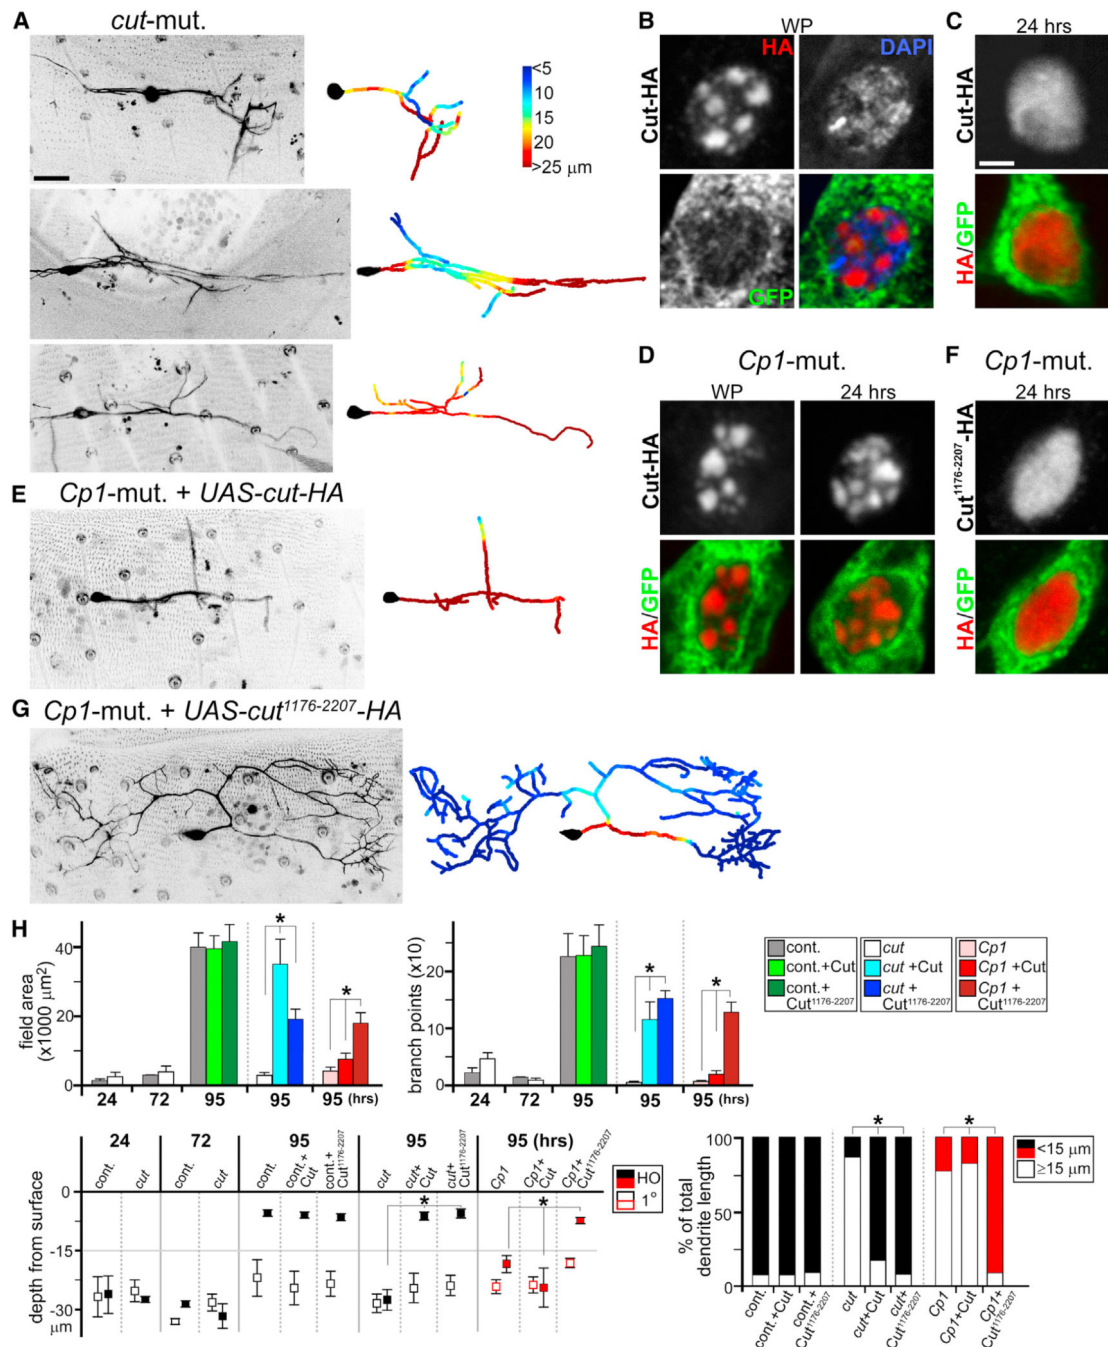 A
cut-mut.
<5
10
15
20
>25 μm
B
WP
HA
DAPI
Cut-HA
GFP
C
24 hrs
Cut-HA
HA/GFP
D
Cp1-mut.
WP
24 hrs
Cut-HA
HA/GFP
F
Cp1-mut.
24 hrs
Cut1176-2207-HA
HA/GFP
E
Cp1-mut. + UAS-cut-HA
G
Cp1-mut. + UAS-cut1176-2207-HA
H
field area
(x1000 μm2)
40
20
0
24
72
95
95
95 (hrs)
*
*
branch points (x10)
20
10
0
24
72
95
95
95 (hrs)
*
*
cont.
cont.+Cut
cont.+
Cut1176-2207
cut
cut +Cut
cut +
Cut1176-2207
Cp1
Cp1 +Cut
Cp1 +
Cut1176-2207
24
72
95
95
95 (hrs)
cont.
cut
cont.
cut
cont.
cont.+
Cut
cont.+
Cut1176-2207
cut
cut+
Cut
cut+
Cut1176-2207
Cp1
Cp1+
Cut
Cp1+
Cut1176-2207
depth from surface
0
-15
-30
μm
*
*
HO
1°
% of total
dendrite length
100
50
0
*
*
<15 μm
≥15 μm
cont.
cont.+Cut
cont.+
Cut1176-2207
cut
cut+Cut
cut+
Cut1176-2207
Cp1
Cp1+Cut
Cp1+
Cut1176-2207